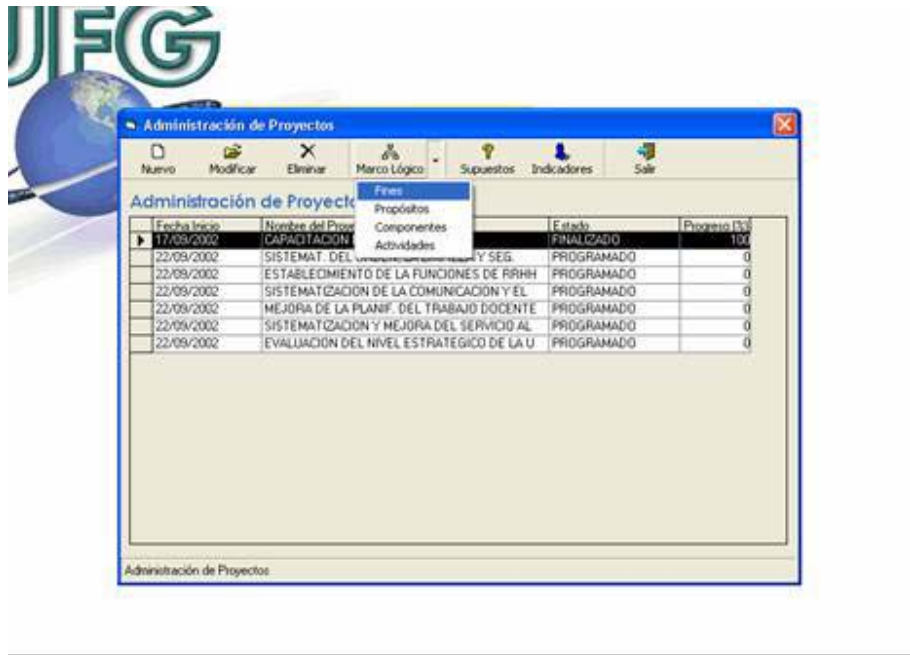 UFG
Administración de Proyectos
Nuevo Modificar Eliminar Marco Lógico Supuestos Indicadores Salir
Administración de Proyect
Fines
Propósitos
Componentes
Actividades
Fecha Inicio Nombre del Proye Estado Progreso [%]
17/09/2002 CAPACITACION FINALIZADO 100
22/09/2002 SISTEMAT. DEL Y SEG. PROGRAMADO 0
22/09/2002 ESTABLECIMIENTO DE LA FUNCIONES DE RRHH PROGRAMADO 0
22/09/2002 SISTEMATIZACION DE LA COMUNICACION Y EL PROGRAMADO 0
22/09/2002 MEJORA DE LA PLANIF. DEL TRABAJO DOCENTE PROGRAMADO 0
22/09/2002 SISTEMATIZACION Y MEJORA DEL SERVICIO AL PROGRAMADO 0
22/09/2002 EVALUACION DEL NIVEL ESTRATEGICO DE LA U PROGRAMADO 0
Administración de Proyectos